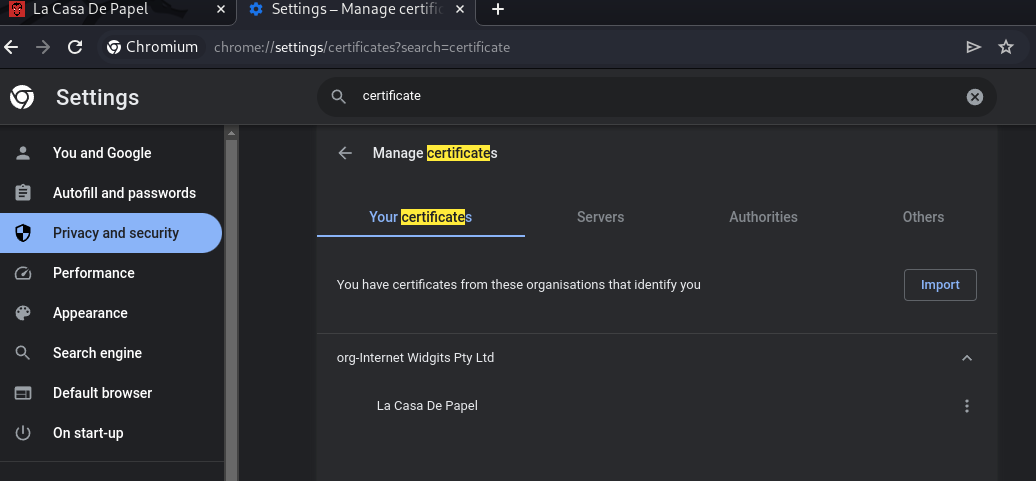 La Casa De Papel
Settings – Manage certific
Chromium
chrome://settings/certificates?search=certificate
Settings
certificate
You and Google
Autofill and passwords
Privacy and security
Performance
Appearance
Search engine
Default browser
On start-up
Manage certificates
Your certificates Servers Authorities Others
You have certificates from these organisations that identify you
Import
org-Internet Widgits Pty Ltd
La Casa De Papel